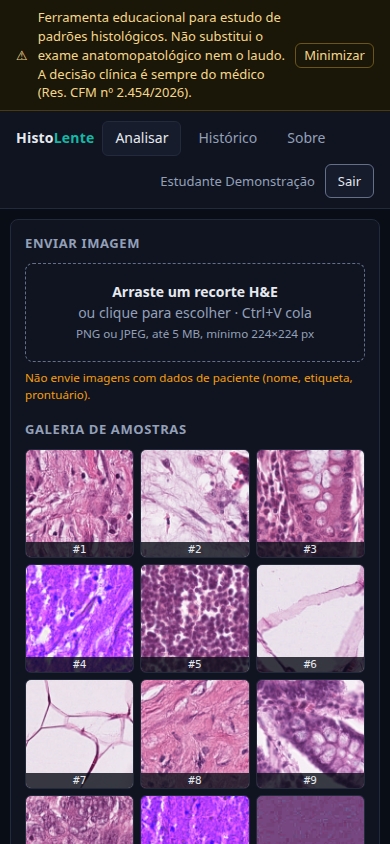 ⚠ Ferramenta educacional para estudo de
padrões histológicos. Não substitui o
exame anatomopatológico nem o laudo.
A decisão clínica é sempre do médico
(Res. CFM nº 2.454/2026).
Minimizar
HistoLente
Analisar
Histórico
Sobre
Estudante Demonstração
Sair
ENVIAR IMAGEM
Arraste um recorte H&E
ou clique para escolher · Ctrl+V cola
PNG ou JPEG, até 5 MB, mínimo 224×224 px
Não envie imagens com dados de paciente (nome, etiqueta,
prontuário).
GALERIA DE AMOSTRAS
#1
#2
#3
#4
#5
#6
#7
#8
#9